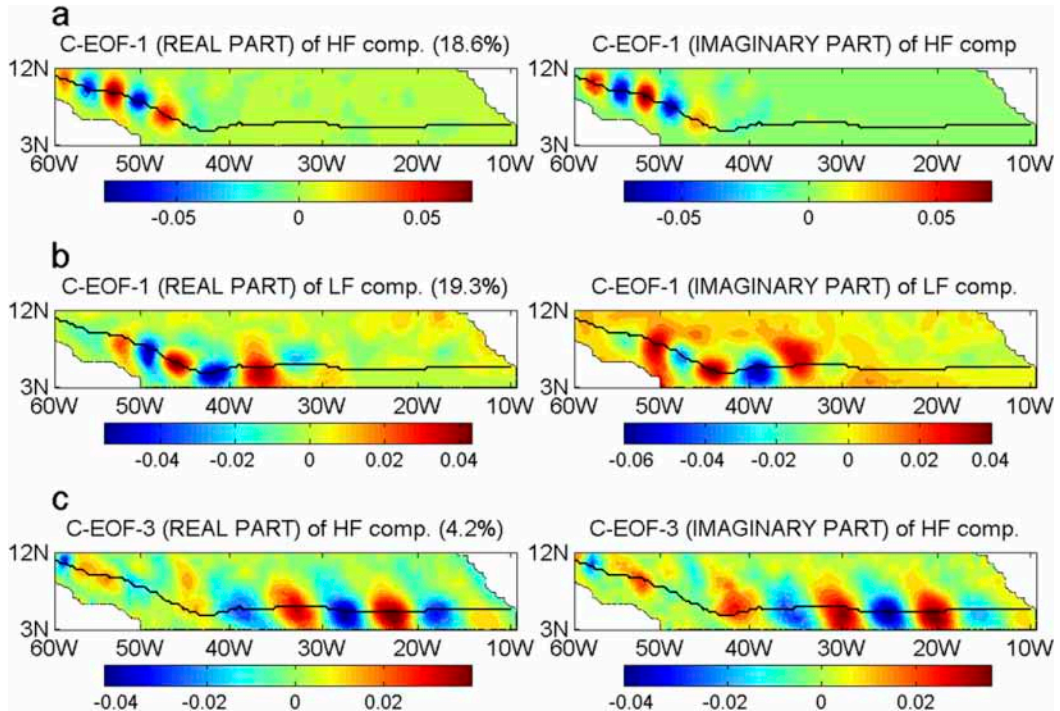 a
C-EOF-1 (REAL PART) of HF comp. (18.6%)
C-EOF-1 (IMAGINARY PART) of HF comp
12N
3N
60W 50W 40W 30W 20W 10W
-0.05 0 0.05
12N
3N
60W 50W 40W 30W 20W 10W
-0.05 0 0.05
b
C-EOF-1 (REAL PART) of LF comp. (19.3%)
C-EOF-1 (IMAGINARY PART) of LF comp.
12N
3N
60W 50W 40W 30W 20W 10W
-0.04 -0.02 0 0.02 0.04
12N
3N
60W 50W 40W 30W 20W 10W
-0.06 -0.04 -0.02 0 0.02 0.04
c
C-EOF-3 (REAL PART) of HF comp. (4.2%)
C-EOF-3 (IMAGINARY PART) of HF comp.
12N
3N
60W 50W 40W 30W 20W 10W
-0.04 -0.02 0 0.02
12N
3N
60W 50W 40W 30W 20W 10W
-0.04 -0.02 0 0.02